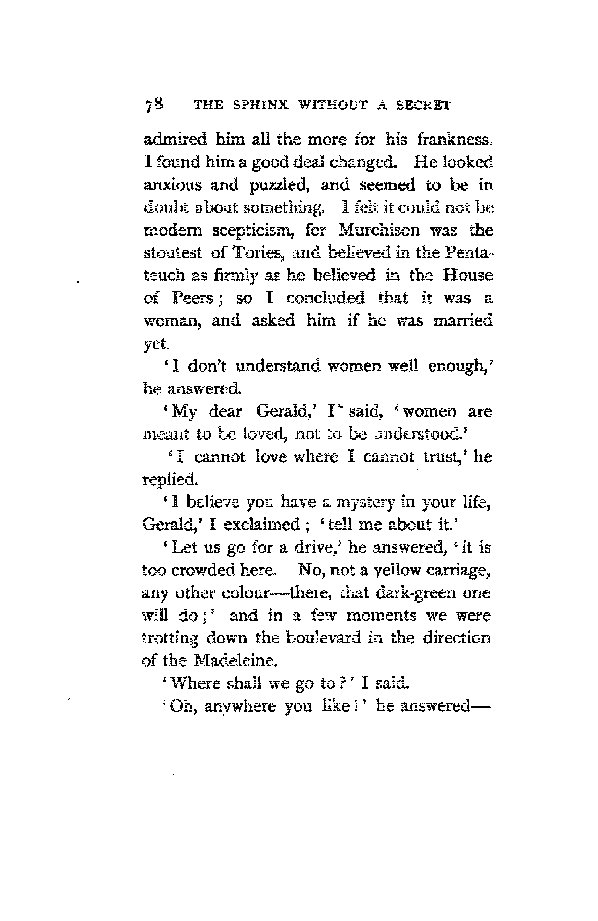 78 THE SPHINX WITHOUT A SECRET
admired him all the more for his frankness.
I found him a good deal changed. He looked
anxious and puzzled, and seemed to be in
doubt about something. I felt it could not be
modern scepticism, for Murchison was the
stoutest of Tories, and believed in the Penta-
teuch as firmly as he believed in the House
of Peers; so I concluded that it was a
woman, and asked him if he was married
yet.
‘I don’t understand women well enough,’
he answered.
‘My dear Gerald,’ I said, ‘women are
meant to be loved, not to be understood.’
‘I cannot love where I cannot trust,’ he
replied.
‘I believe you have a mystery in your life,
Gerald,’ I exclaimed; ‘tell me about it.’
‘Let us go for a drive,’ he answered, ‘it is
too crowded here. No, not a yellow carriage,
any other colour—there, that dark-green one
will do;’ and in a few moments we were
trotting down the boulevard in the direction
of the Madeleine.
‘Where shall we go to?’ I said.
‘Oh, anywhere you like!’ he answered—